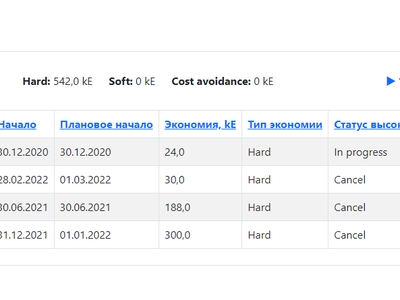 Hard: 542,0 kE Soft: 0 kE Cost avoidance: 0 kE
Начало Плановое начало Экономия, kE Тип экономии Статус
30.12.2020 30.12.2020 24,0 Hard In progress
28.02.2022 01.03.2022 30,0 Hard Cancel
30.06.2021 30.06.2021 188,0 Hard Cancel
31.12.2021 01.01.2022 300,0 Hard Cancel